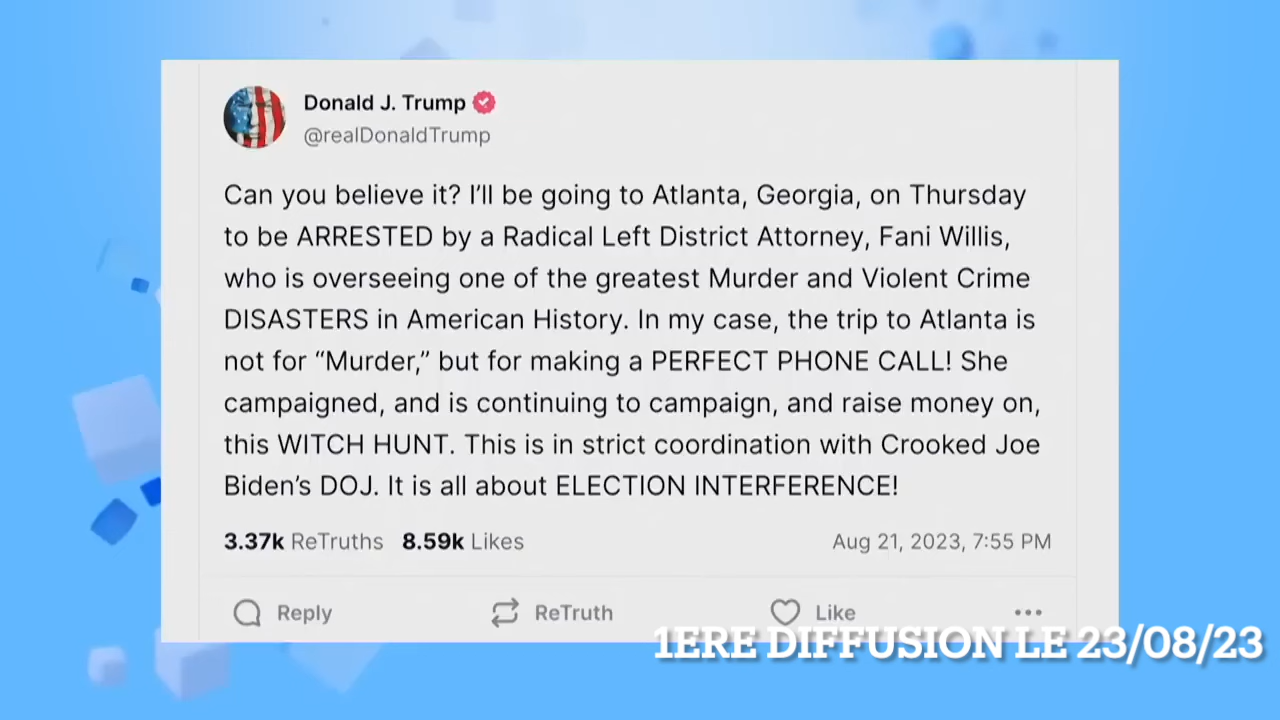 Donald J. Trump
@realDonaldTrump
Can you believe it? I'll be going to Atlanta, Georgia, on Thursday
to be ARRESTED by a Radical Left District Attorney, Fani Willis,
who is overseeing one of the greatest Murder and Violent Crime
DISASTERS in American History. In my case, the trip to Atlanta is
not for “Murder,” but for making a PERFECT PHONE CALL! She
campaigned, and is continuing to campaign, and raise money on,
this WITCH HUNT. This is in strict coordination with Crooked Joe
Biden’s DOJ. It is all about ELECTION INTERFERENCE!
3.37k ReTruths 8.59k Likes Aug 21, 2023, 7:55 PM
Reply ReTruth Like
1ERE DIFFUSION LE 23/08/23